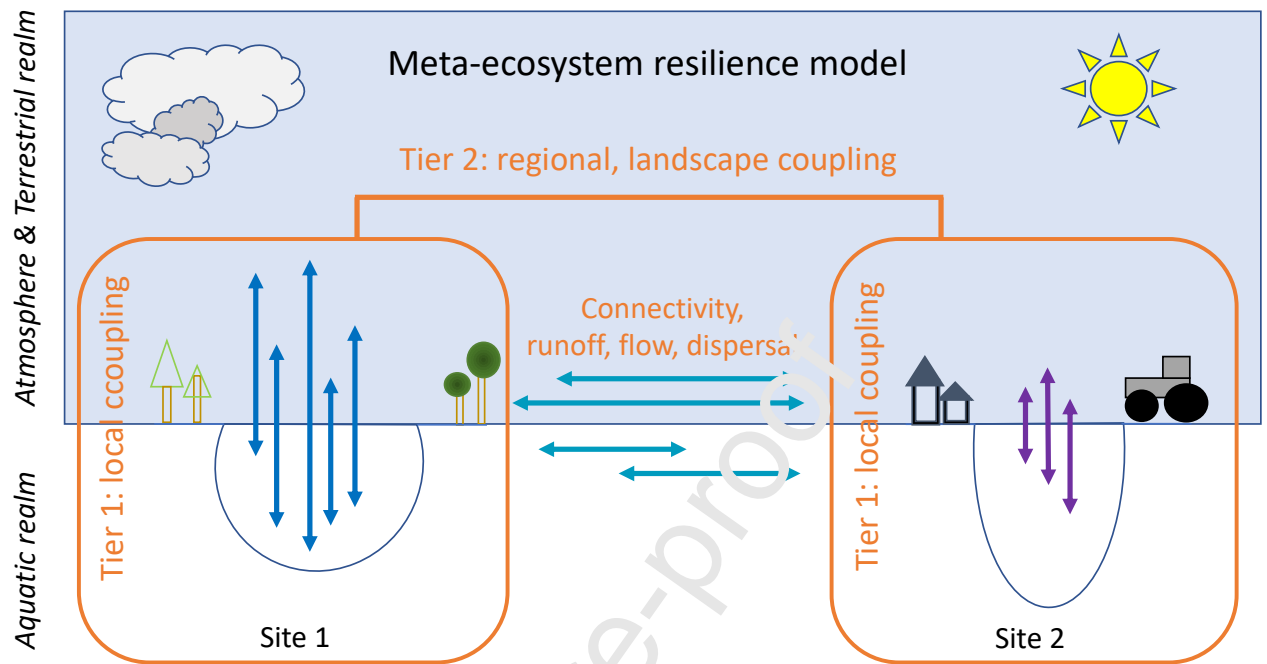 Meta-ecosystem resilience model
Tier 2: regional, landscape coupling
Atmosphere & Terrestrial realm
Aquatic realm
Tier 1: local ccoupling
Connectivity,
runoff, flow, dispersal
Tier 1: local coupling
Site 1
Site 2
e-proof